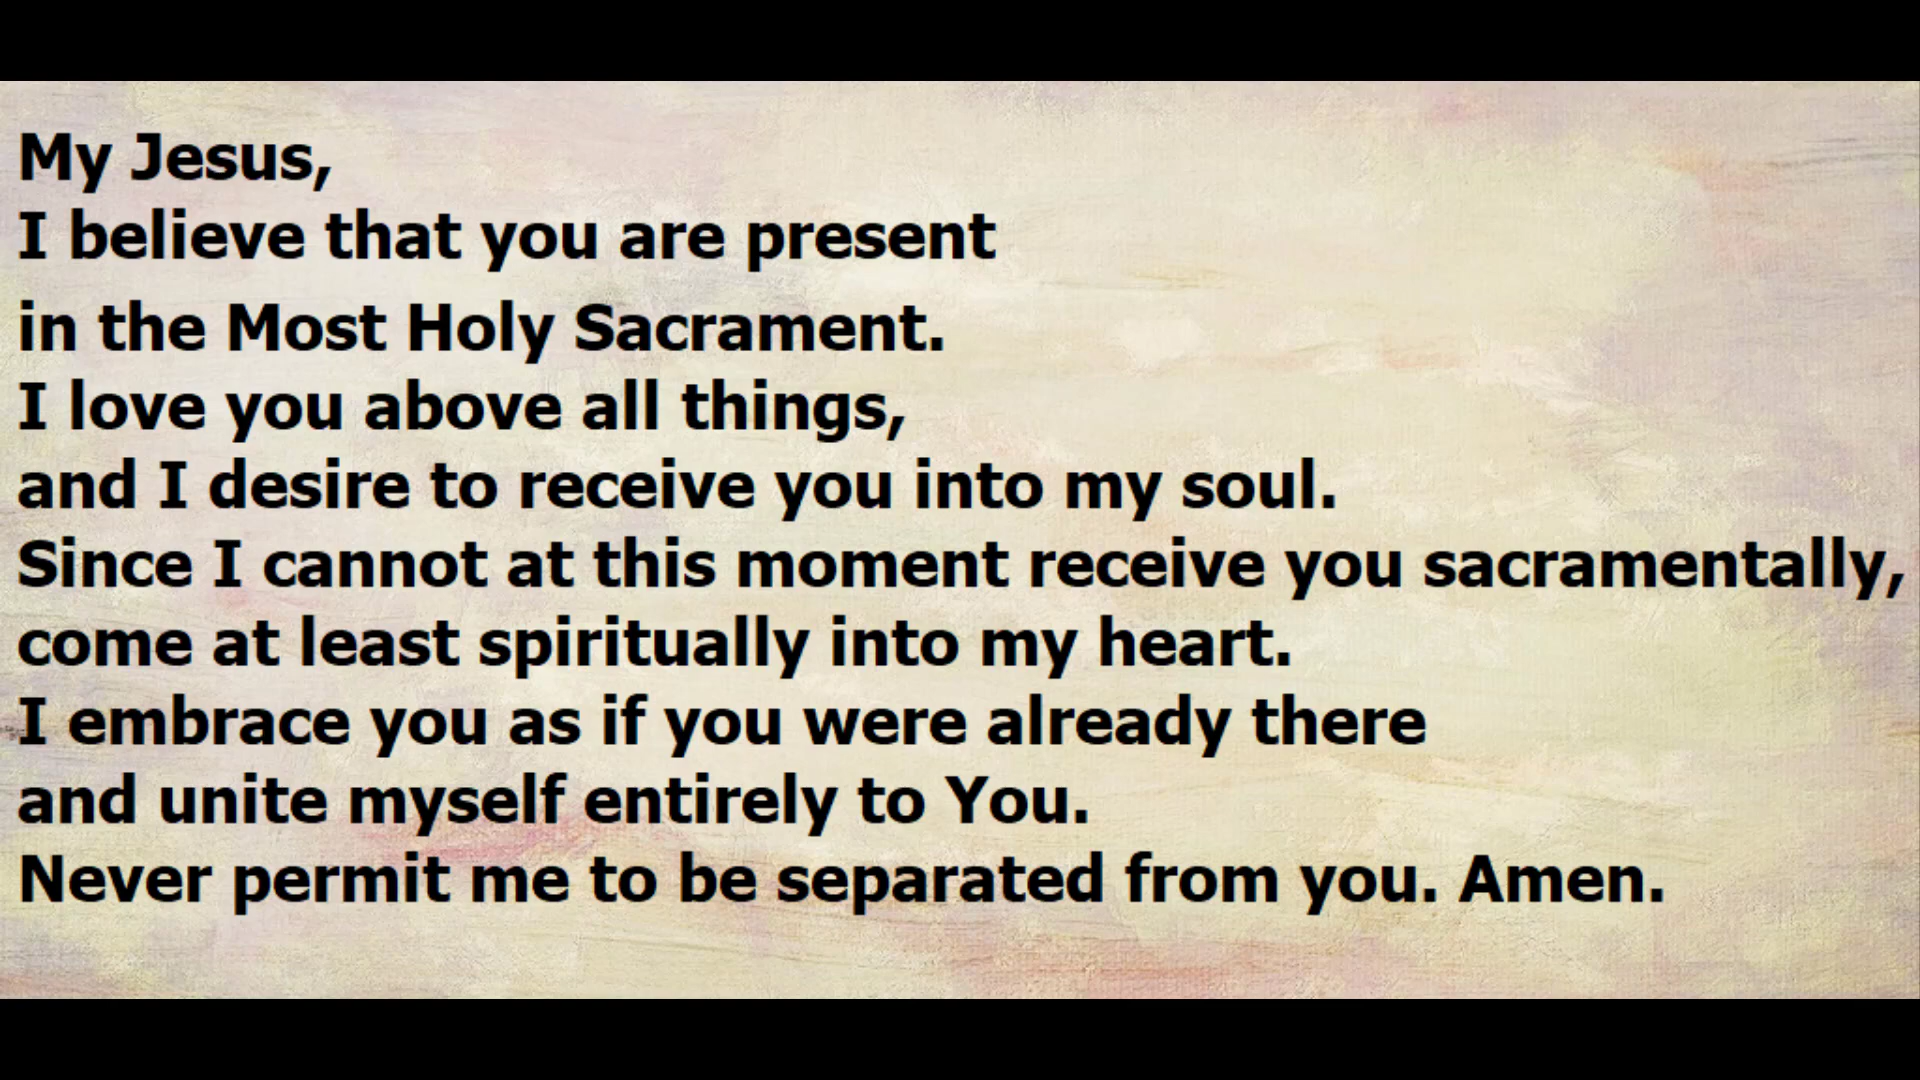 My Jesus,
I believe that you are present
in the Most Holy Sacrament.
I love you above all things,
and I desire to receive you into my soul.
Since I cannot at this moment receive you sacramentally,
come at least spiritually into my heart.
I embrace you as if you were already there
and unite myself entirely to You.
Never permit me to be separated from you. Amen.